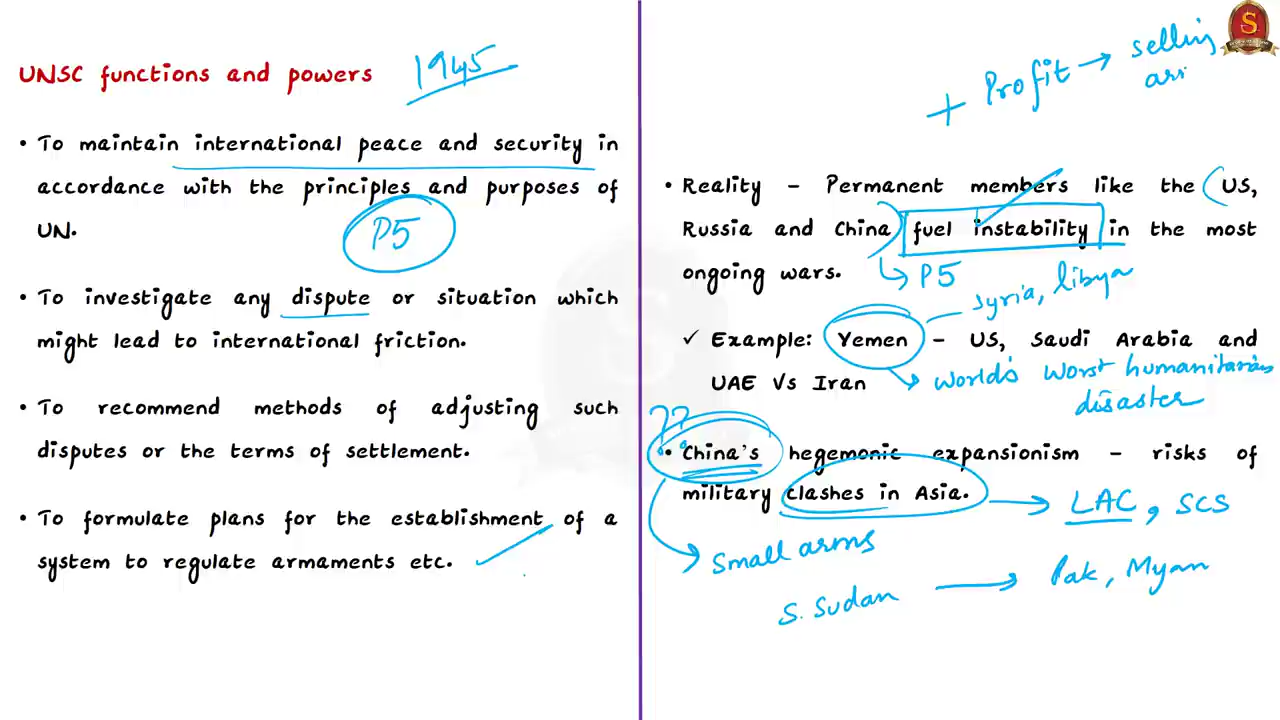 UNSC functions and powers
1945
• To maintain international peace and security in
accordance with the principles and purposes of
UN.
P5
• To investigate any dispute or situation which
might lead to international friction.
• To recommend methods of adjusting such
disputes or the terms of settlement.
• To formulate plans for the establishment of a
system to regulate armaments etc.
S
+ Profit → selling
• Reality - Permanent members like the US,
Russia and China fuel instability in the most
ongoing wars.
P5
Syria, libya
✓ Example: Yemen - US, Saudi Arabia and
UAE Vs Iran
World's worst humanitarian
disaster
??
• China's hegemonic expansionism - risks of
military clashes in Asia.
→ LAC, SCS
Small arms
S. Sudan → Pak, Myan